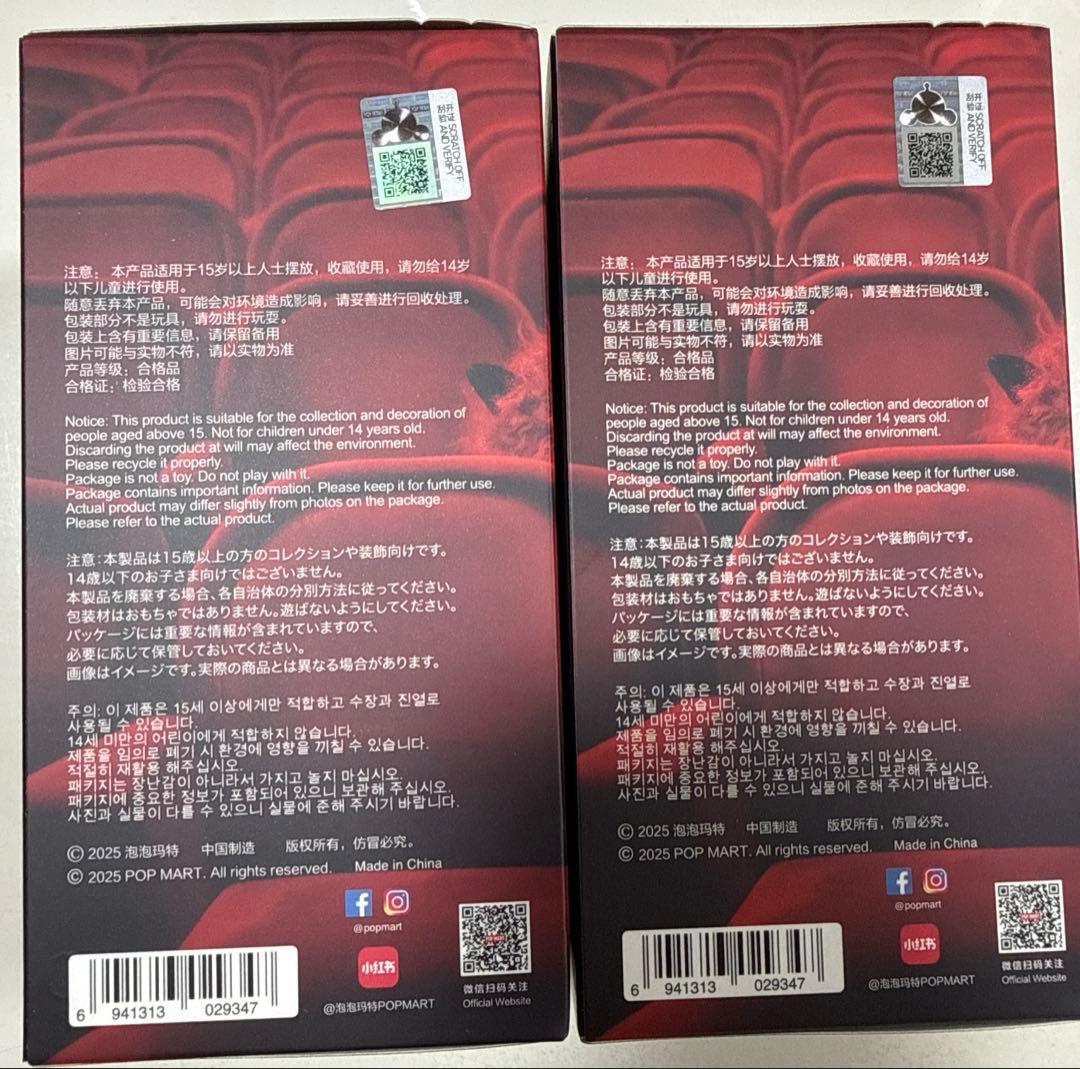 刮开验证
SCRATCH OFF
AND VERIFY
注意：本产品适用于15岁以上人士摆放，收藏使用，请勿给14岁
以下儿童进行使用。
随意丢弃本产品，可能会对环境造成影响，请妥善进行回收处理。
包装部分不是玩具，请勿进行玩耍。
包装上含有重要信息，请保留备用
图片可能与实物不符，请以实物为准
产品等级：合格品
合格证：检验合格
Notice: This product is suitable for the collection and decoration of
people aged above 15. Not for children under 14 years old.
Discarding the product at will may affect the environment.
Please recycle it properly.
Package is not a toy. Do not play with it.
Package contains important information. Please keep it for further use.
Actual product may differ slightly from photos on the package.
Please refer to the actual product.
注意：本製品は15歳以上の方のコレクションや装飾向けです。
14歳以下のお子さま向けではございません。
本製品を廃棄する場合、各自治体の分別方法に従ってください。
包装材はおもちゃではありません。遊ばないようにしてください。
パッケージには重要な情報が含まれていますので、
必要に応じて保管しておいてください。
画像はイメージです。実際の商品とは異なる場合があります。
주의: 이 제품은 15세 이상에게만 적합하고 수장과 진열로
사용될 수 있습니다.
14세 미만의 어린이에게 적합하지 않습니다.
제품을 임의로 폐기 시 환경에 영향을 끼칠 수 있습니다.
적절히 재활용 해주십시오.
패키지는 장난감이 아니라서 가지고 놀지 마십시오.
패키지에 중요한 정보가 포함되어 있으니 보관해 주십시오.
사진과 실물이 다를 수 있으니 실물에 준해 주시기 바랍니다.
© 2025 泡泡玛特 中国制造 版权所有，仿冒必究。
© 2025 POP MART. All rights reserved. Made in China
@popmart
小红书
@泡泡玛特POPMART
POP MART
微信扫码关注
Official Website
6 941313 029347
刮开验证
SCRATCH OFF
AND VERIFY
注意：本产品适用于15岁以上人士摆放，收藏使用，请勿给14岁
以下儿童进行使用。
随意丢弃本产品，可能会对环境造成影响，请妥善进行回收处理。
包装部分不是玩具，请勿进行玩耍。
包装上含有重要信息，请保留备用
图片可能与实物不符，请以实物为准
产品等级：合格品
合格证：检验合格
Notice: This product is suitable for the collection and decoration of
people aged above 15. Not for children under 14 years old.
Discarding the product at will may affect the environment.
Please recycle it properly.
Package is not a toy. Do not play with it.
Package contains important information. Please keep it for further use.
Actual product may differ slightly from photos on the package.
Please refer to the actual product.
注意：本製品は15歳以上の方のコレクションや装飾向けです。
14歳以下のお子さま向けではございません。
本製品を廃棄する場合、各自治体の分別方法に従ってください。
包装材はおもちゃではありません。遊ばないようにしてください。
パッケージには重要な情報が含まれていますので、
必要に応じて保管しておいてください。
画像はイメージです。実際の商品とは異なる場合があります。
주의: 이 제품은 15세 이상에게만 적합하고 수장과 진열로
사용될 수 있습니다.
14세 미만의 어린이에게 적합하지 않습니다.
제품을 임의로 폐기 시 환경에 영향을 끼칠 수 있습니다.
적절히 재활용 해주십시오.
패키지는 장난감이 아니라서 가지고 놀지 마십시오.
패키지에 중요한 정보가 포함되어 있으니 보관해 주십시오.
사진과 실물이 다를 수 있으니 실물에 준해 주시기 바랍니다.
© 2025 泡泡玛特 中国制造 版权所有，仿冒必究。
© 2025 POP MART. All rights reserved. Made in China
@popmart
小红书
@泡泡玛特POPMART
POP MART
微信扫码关注
Official Website
6 941313 029347